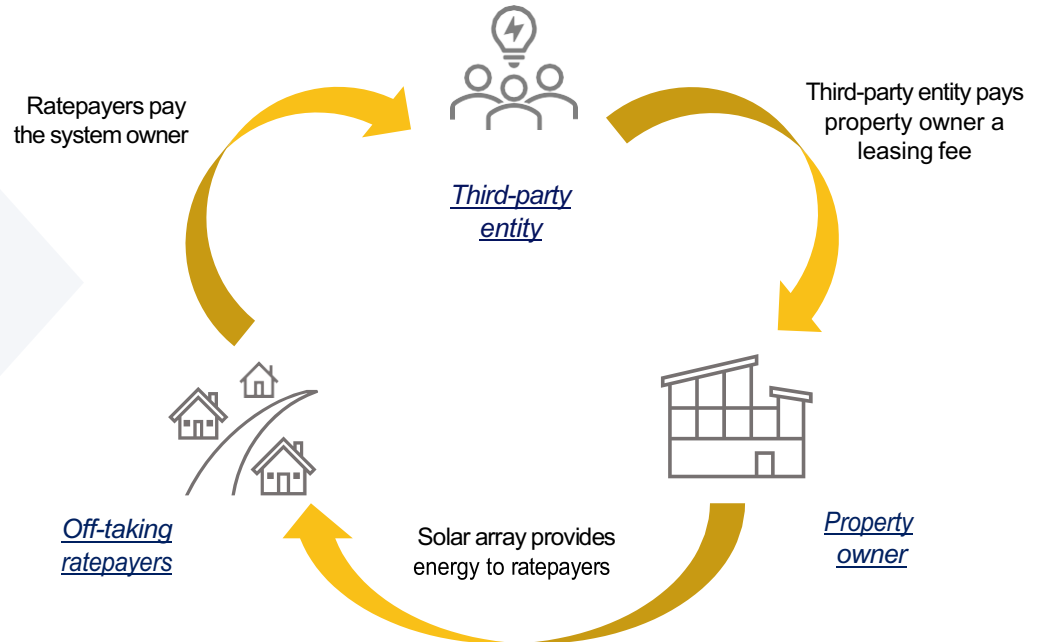 Ratepayers pay
the system owner
Third-party entity pays
property owner a
leasing fee
Third-party
entity
Off-taking
ratepayers
Solar array provides
energy to ratepayers
Property
owner